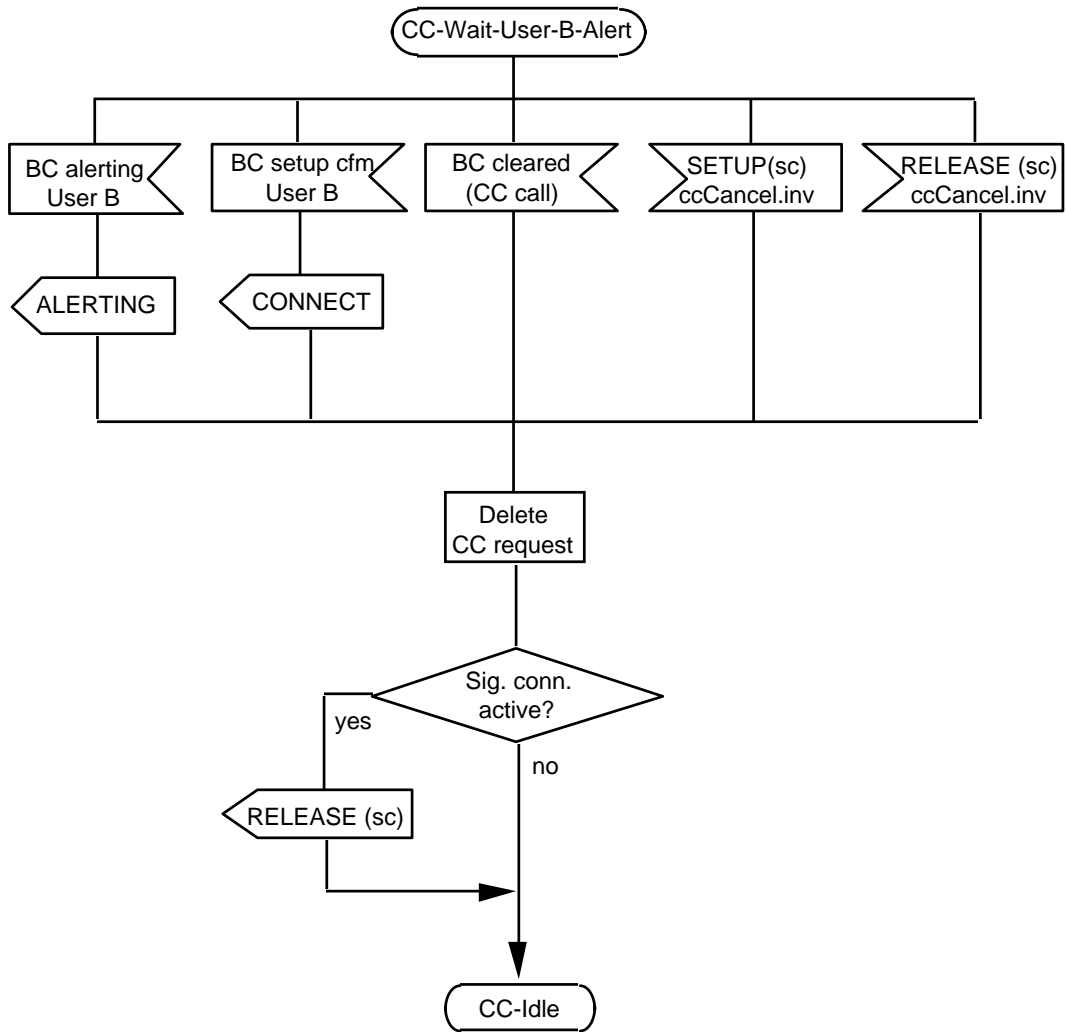 CC-Wait-User-B-Alert
BC alerting
User B
BC setup cfm
User B
BC cleared
(CC call)
SETUP(sc)
ccCancel.inv
RELEASE (sc)
ccCancel.inv
ALERTING
CONNECT
Delete
CC request
Sig. conn.
active?
yes
no
RELEASE (sc)
CC-Idle